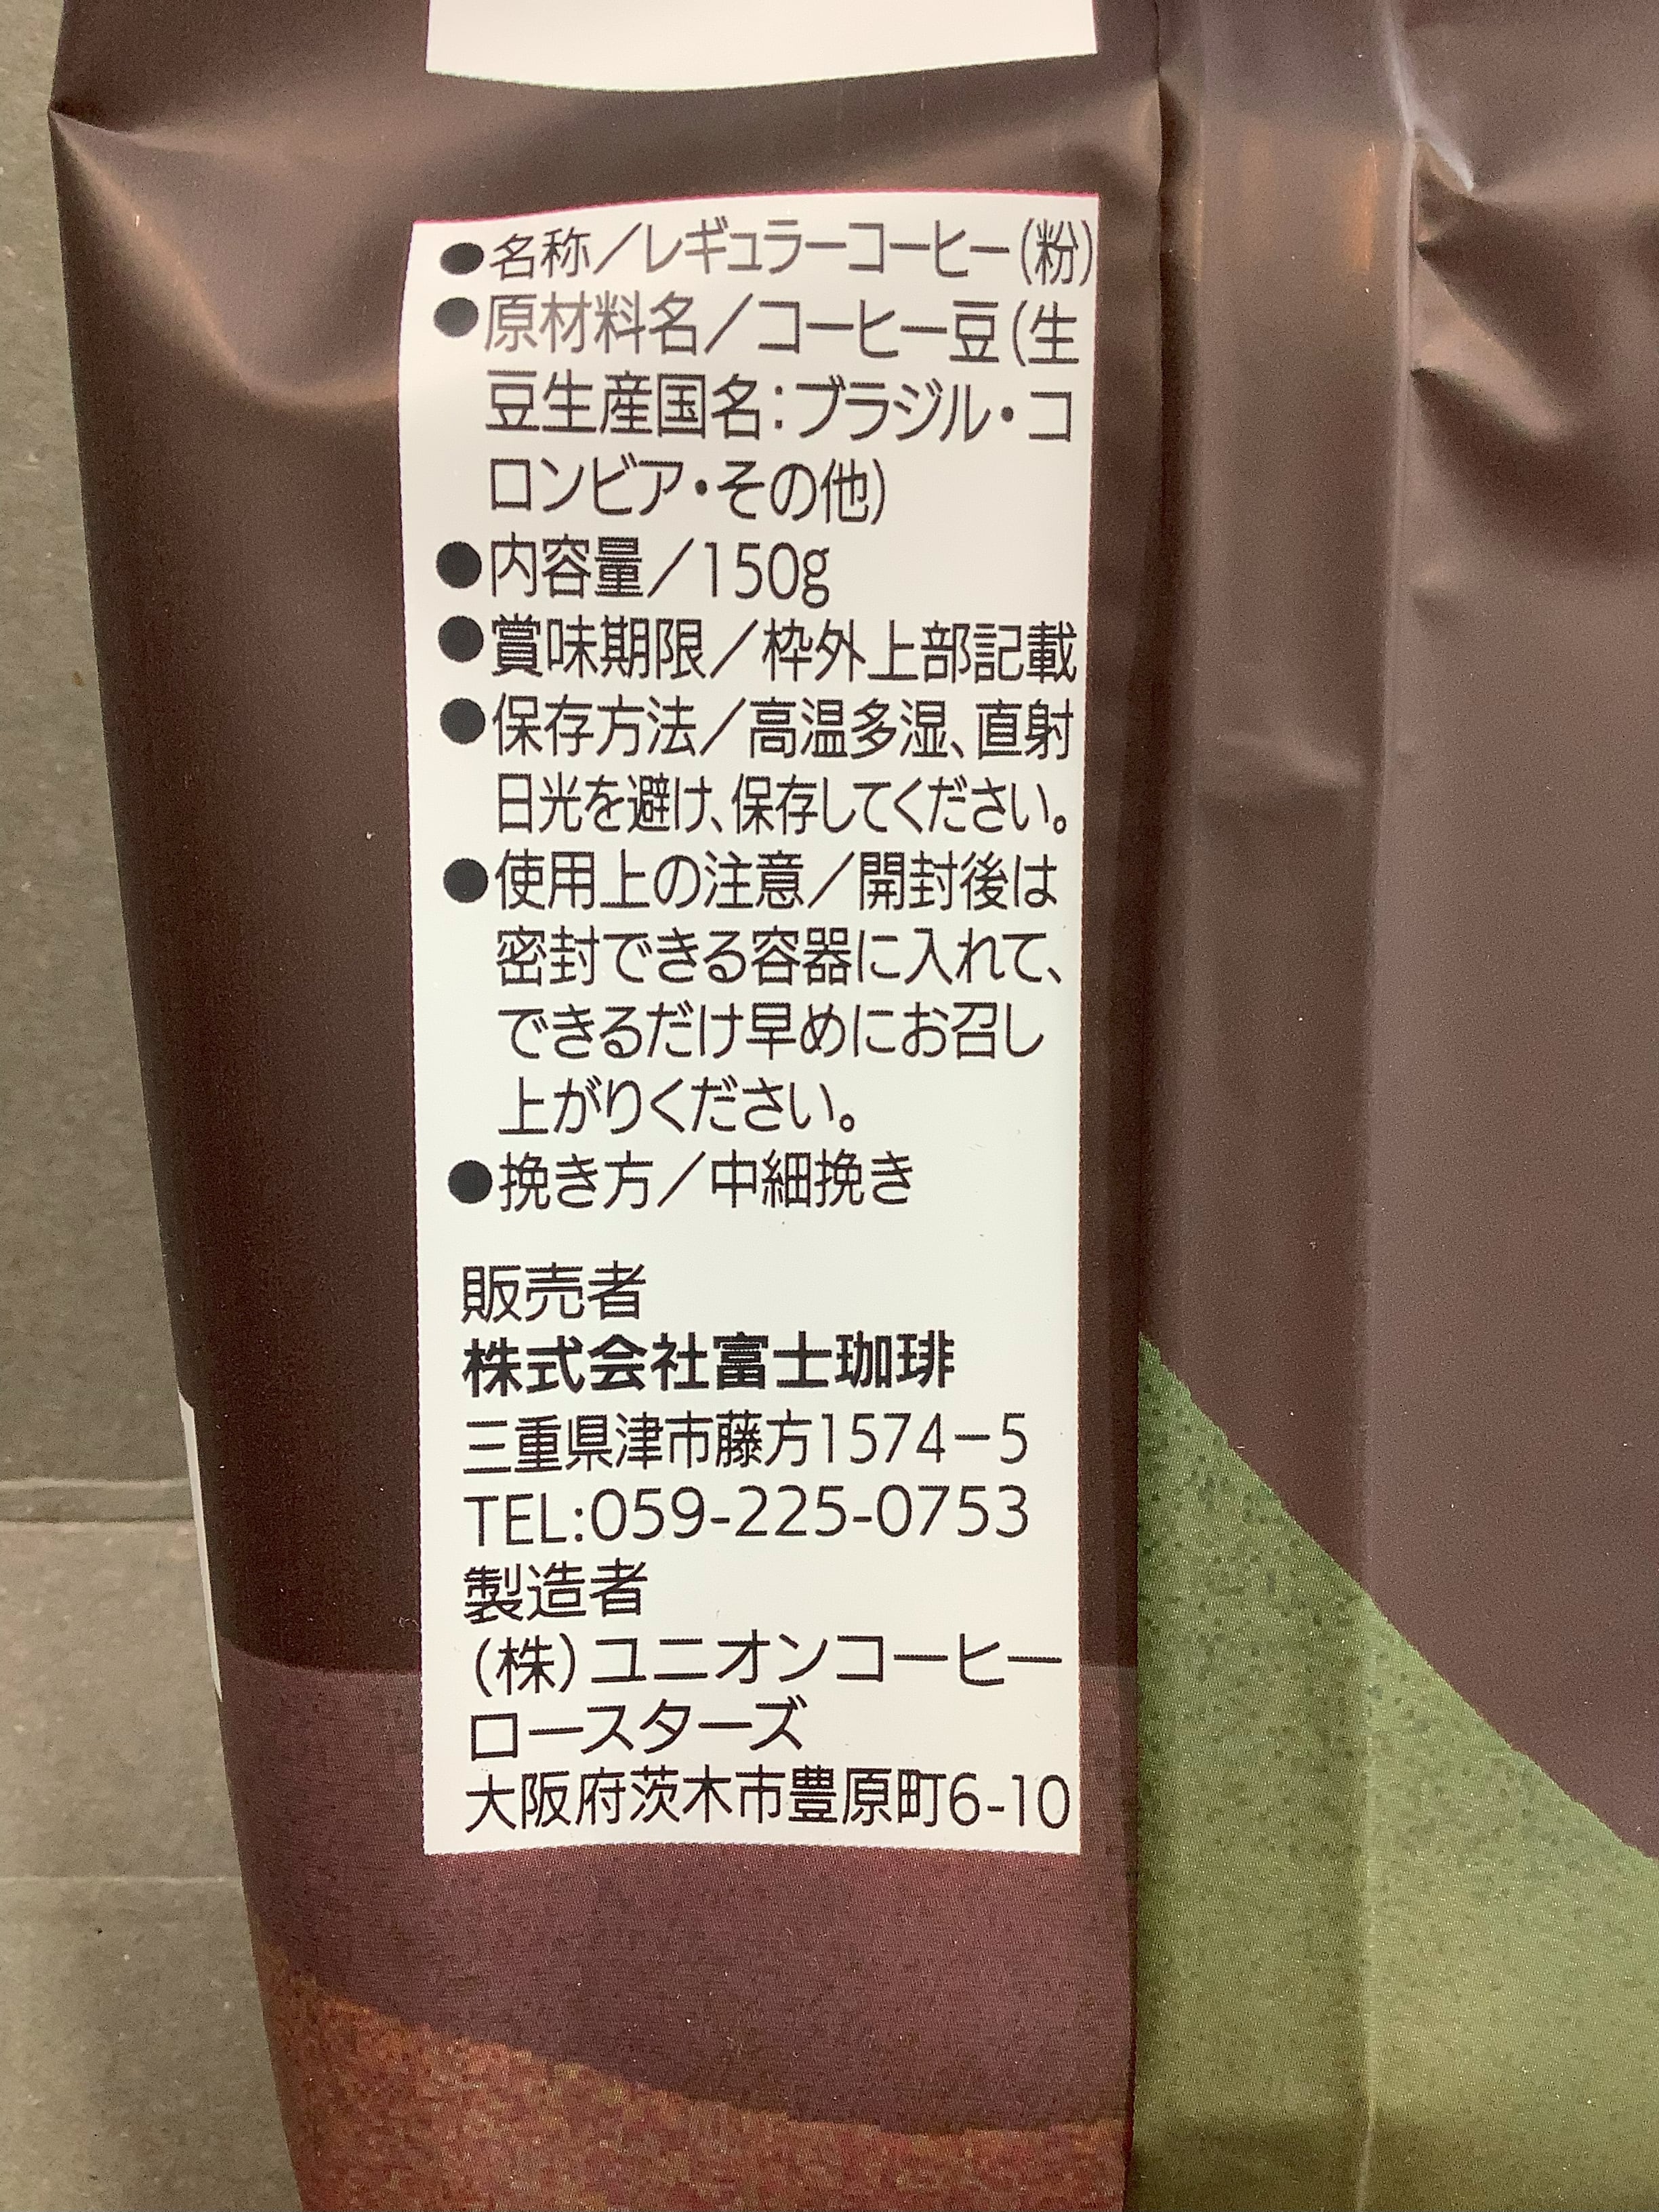 ●名称／レギュラーコーヒー(粉)
●原材料名／コーヒー豆(生
豆生産国名:ブラジル・コ
ロンビア・その他)
●内容量／150g
●賞味期限／枠外上部記載
●保存方法／高温多湿、直射
日光を避け、保存してください。
●使用上の注意／開封後は
密封できる容器に入れて、
できるだけ早めにお召し
上がりください。
●挽き方／中細挽き
販売者
株式会社富士珈琲
三重県津市藤方1574－5
TEL:059-225-0753
製造者
(株)ユニオンコーヒー
ロースターズ
大阪府茨木市豊原町6-10